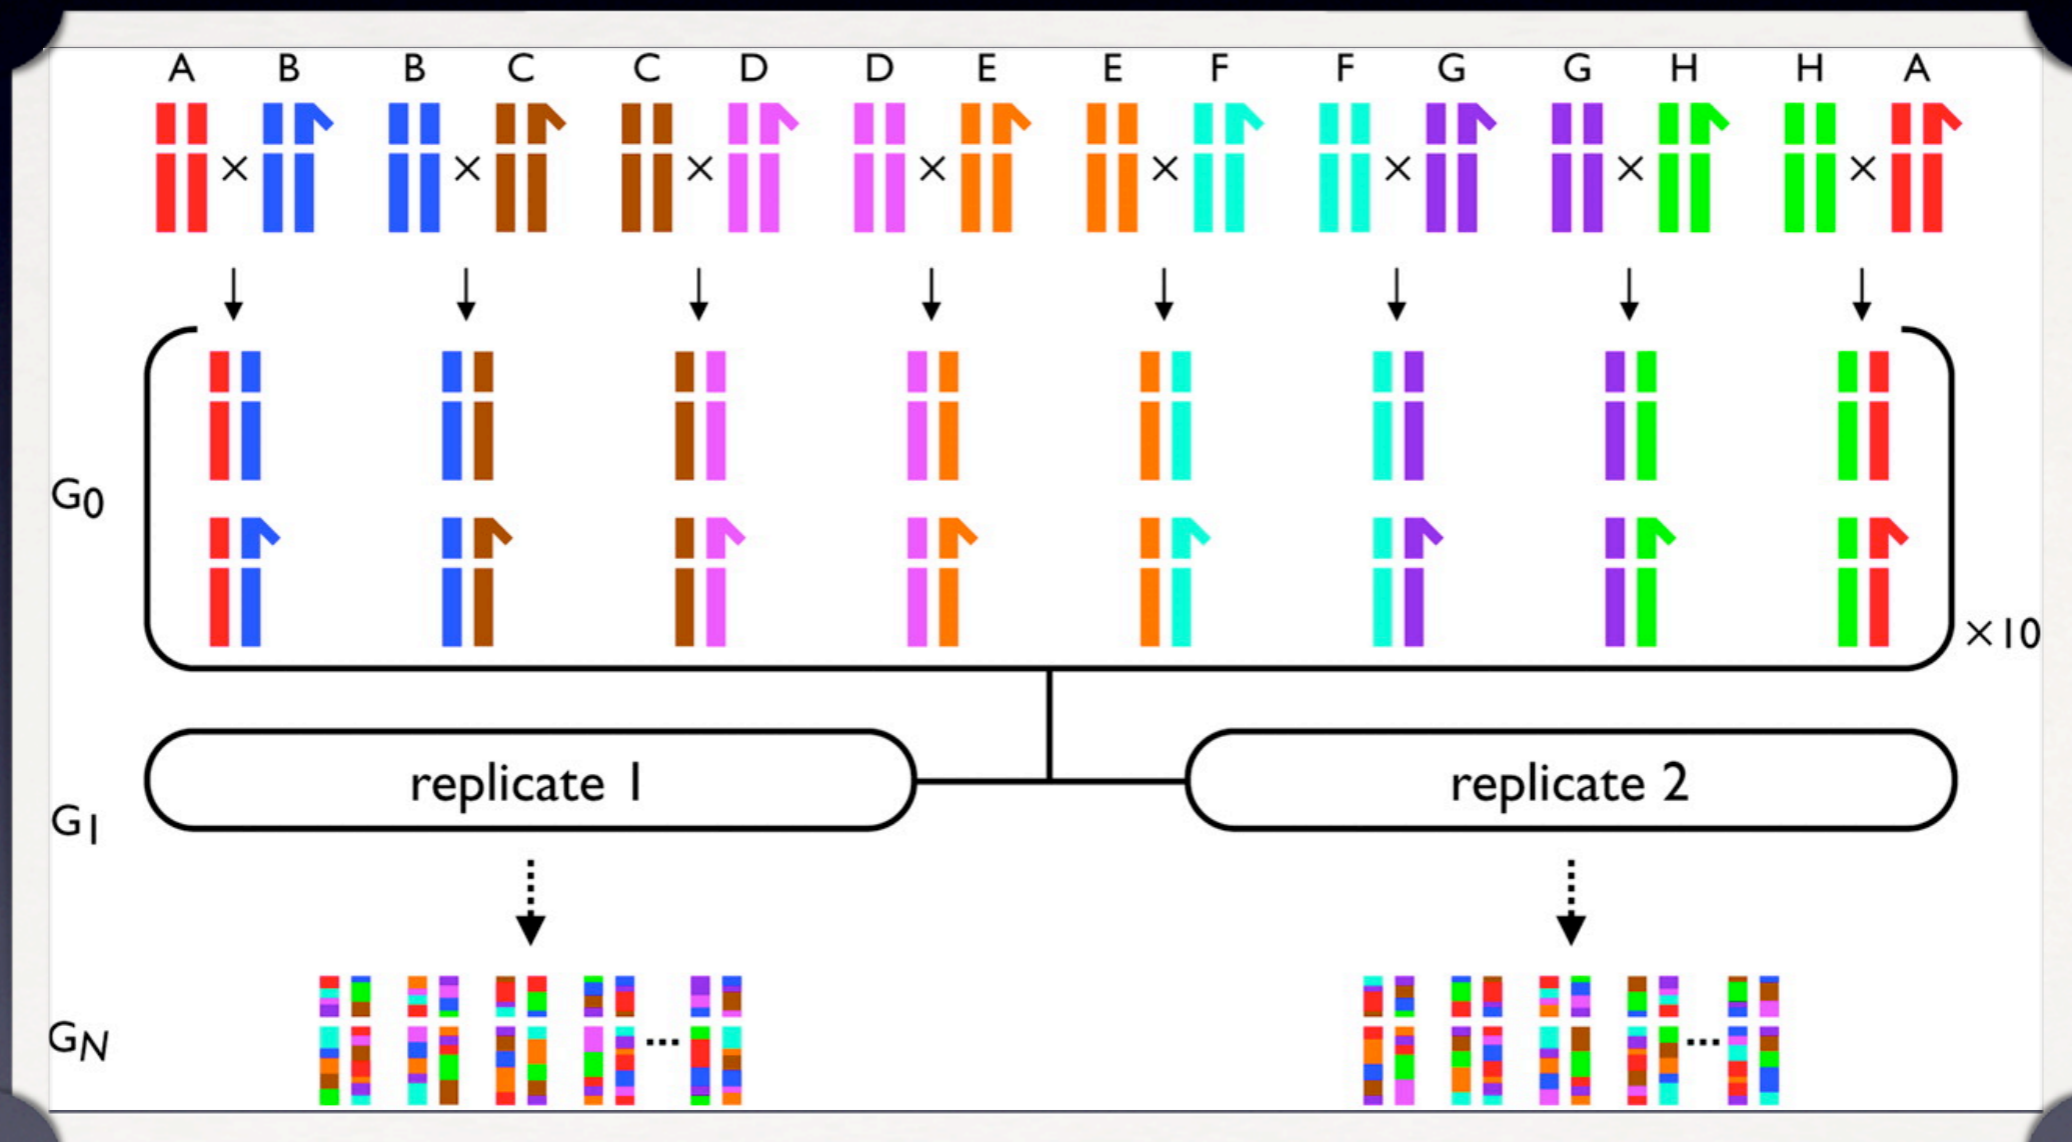 A B B C C D D E E F F G G H H A
× × × × × × × ×
G0
×10
replicate 1 replicate 2
G1
... ...
GN